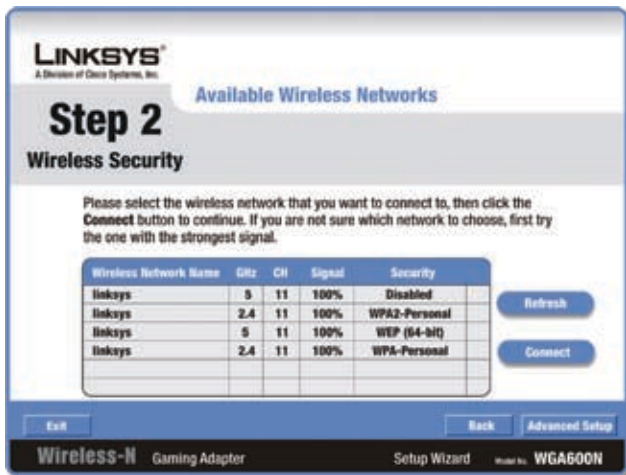 LINKSYS®
A Division of Cisco Systems, Inc.
Available Wireless Networks
Step 2
Wireless Security
Please select the wireless network that you want to connect to, then click the
Connect button to continue. If you are not sure which network to choose, first try
the one with the strongest signal.
Wireless Network Name GHz CH Signal Security
linksys 5 11 100% Disabled
linksys 2.4 11 100% WPA2-Personal
linksys 5 11 100% WEP (64-bit)
linksys 2.4 11 100% WPA-Personal
Refresh
Connect
Exit Back Advanced Setup
Wireless-N Gaming Adapter Setup Wizard Model No. WGA600N